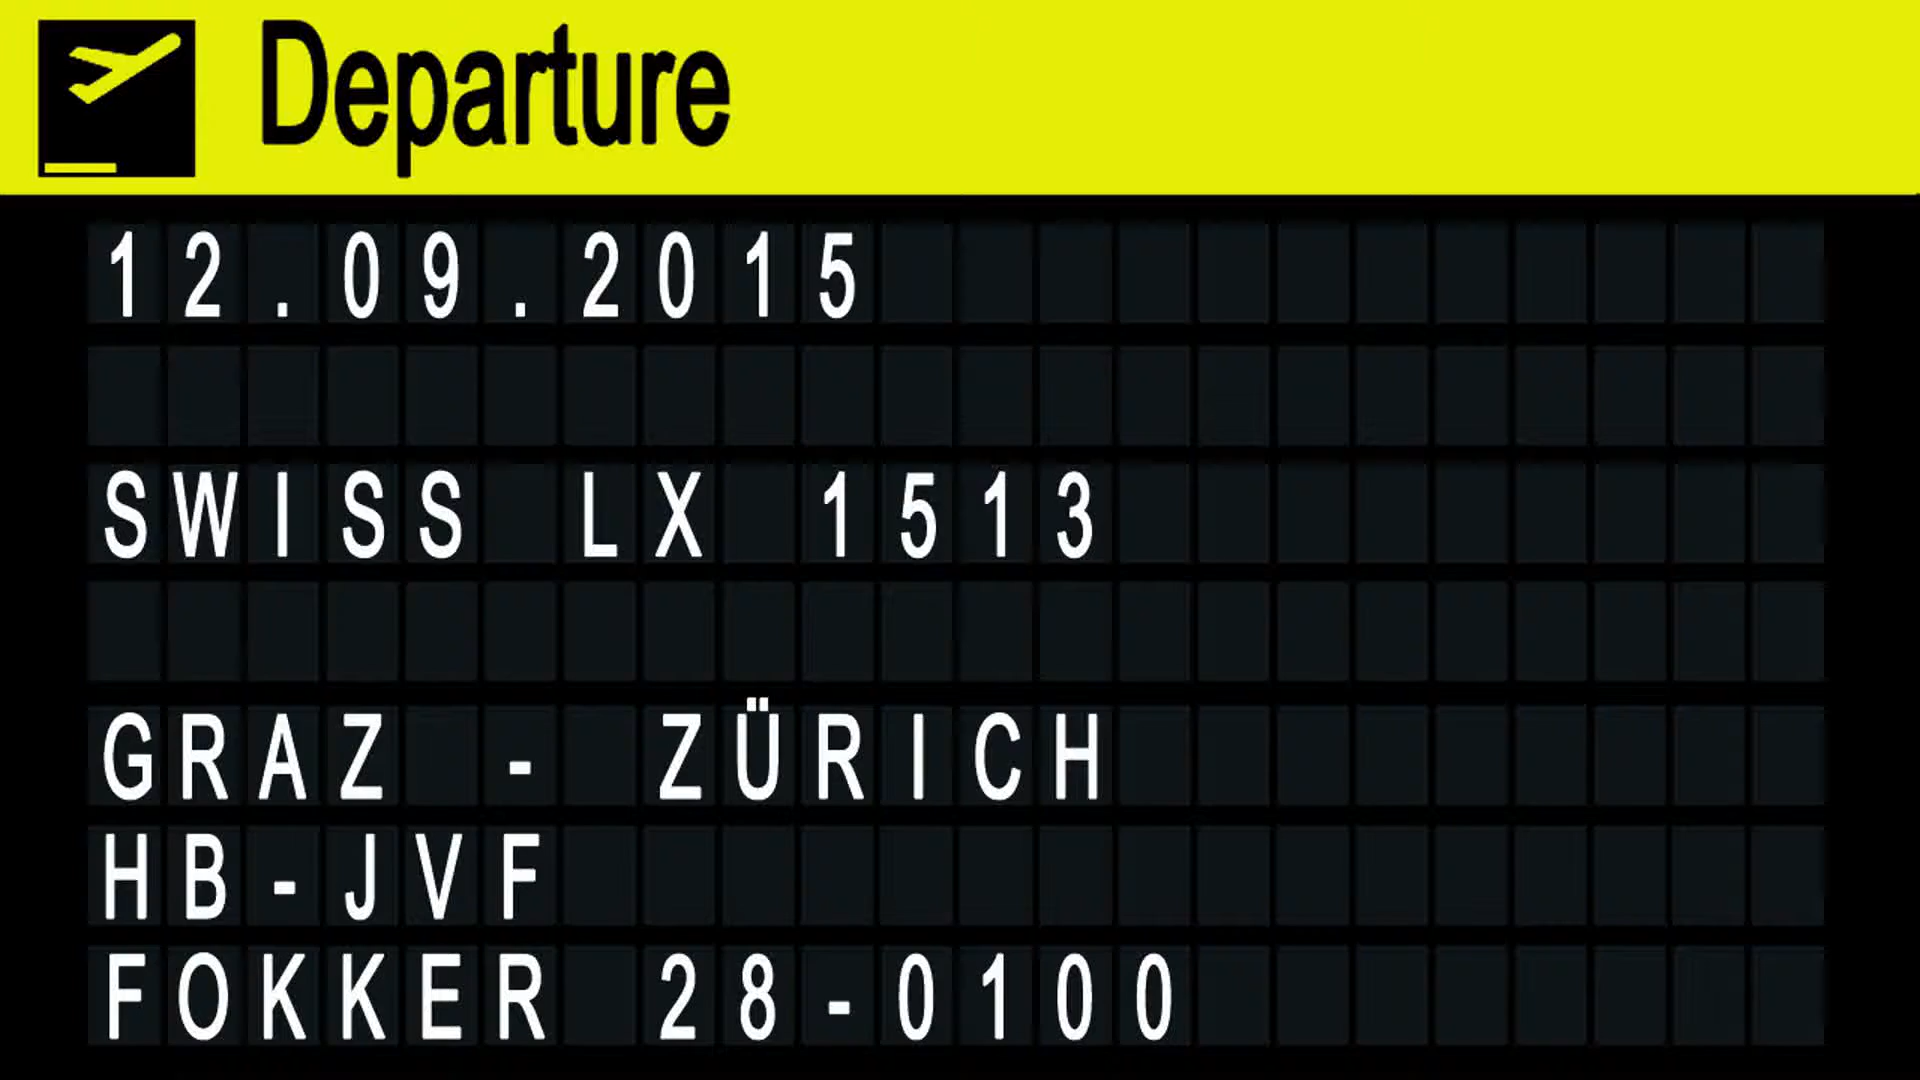 Departure
12.09.2015
SWISS LX 1513
GRAZ - ZÜRICH
HB-JVF
FOKKER 28-0100